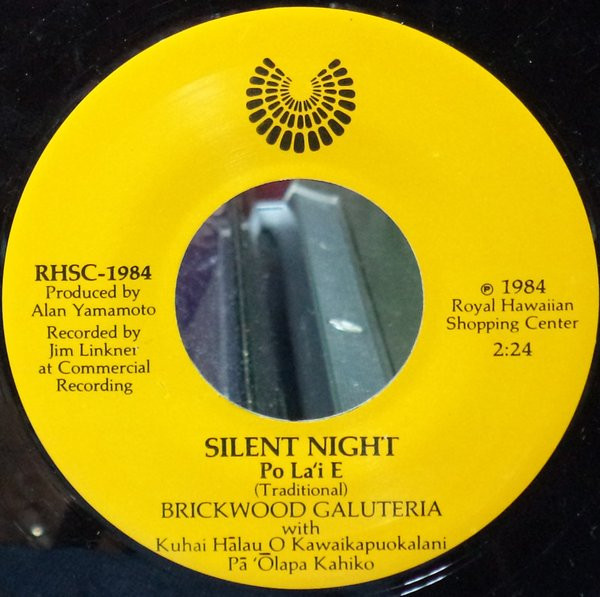 RHSC-1984
Produced by
Alan Yamamoto
Recorded by
Jim Linkner
at Commercial
Recording
℗ 1984
Royal Hawaiian
Shopping Center
2:24
SILENT NIGHT
Po La'i E
(Traditional)
BRICKWOOD GALUTERIA
with
Kuhai Hālau O Kawaikapuokalani
Pā 'Ōlapa Kahiko